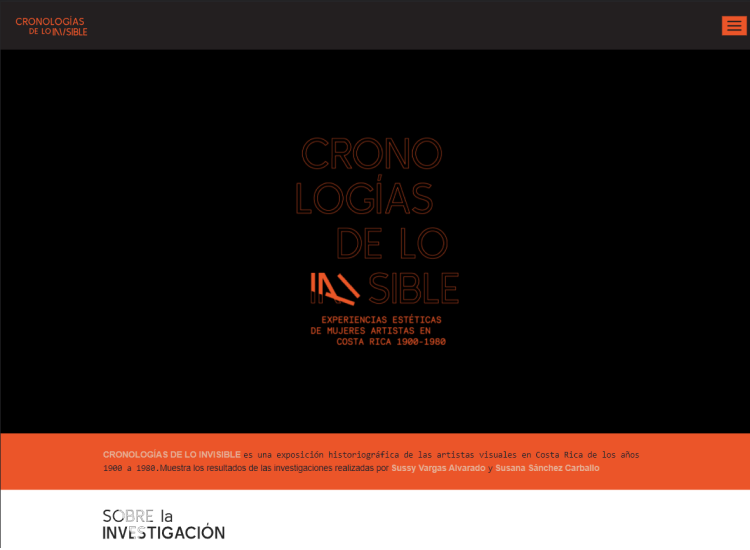 CRONOLOGÍAS
DE LO INVISIBLE
CRONO
LOGÍAS
DE LO
INVISIBLE
EXPERIENCIAS ESTÉTICAS
DE MUJERES ARTISTAS EN
COSTA RICA 1900-1980
CRONOLOGÍAS DE LO INVISIBLE es una exposición historiográfica de las artistas visuales en Costa Rica de los años
1900 a 1980.Muestra los resultados de las investigaciones realizadas por Sussy Vargas Alvarado y Susana Sánchez Carballo
SOBRE la
INVESTIGACIÓN